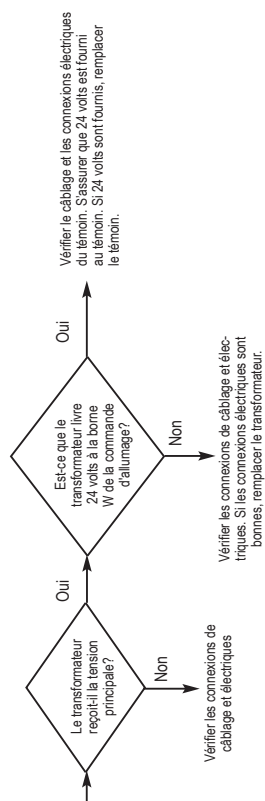 Le transformateur
reçoit-il la tension
principale?
Oui
Non
Vérifier les connexions de
câblage et électriques
Est-ce que le
transformateur livre
24 volts à la borne
W de la commande
d'allumage?
Oui
Non
Vérifier les connexions de câblage et élec-
triques. Si les connexions électriques sont
bonnes, remplacer le transformateur.
Vérifier le câblage et les connexions électriques
du témoin. S'assurer que 24 volts est fourni
au témoin. Si 24 volts sont fournis, remplacer
le témoin.